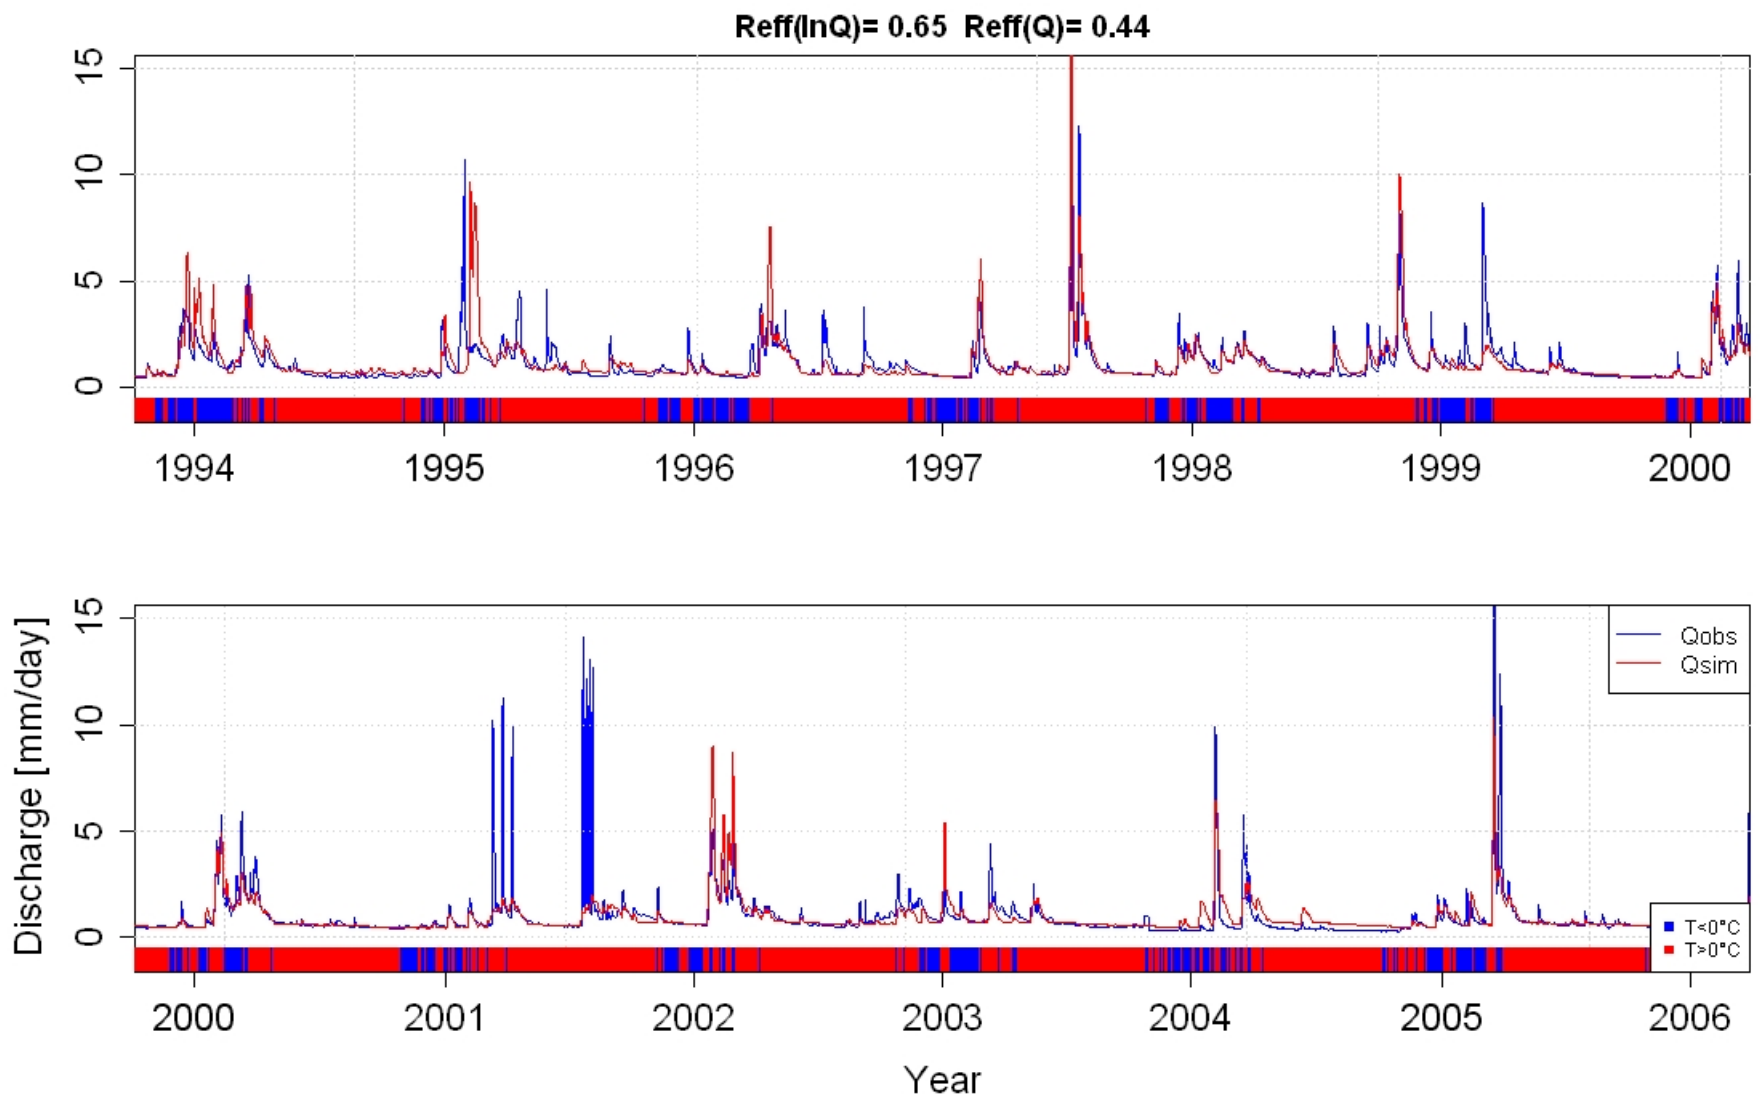 Reff(lnQ)= 0.65 Reff(Q)= 0.44
15
10
5
0
1994 1995 1996 1997 1998 1999 2000
Discharge [mm/day]
15
10
5
0
Qobs
Qsim
T<0°C
T>0°C
2000 2001 2002 2003 2004 2005 2006
Year